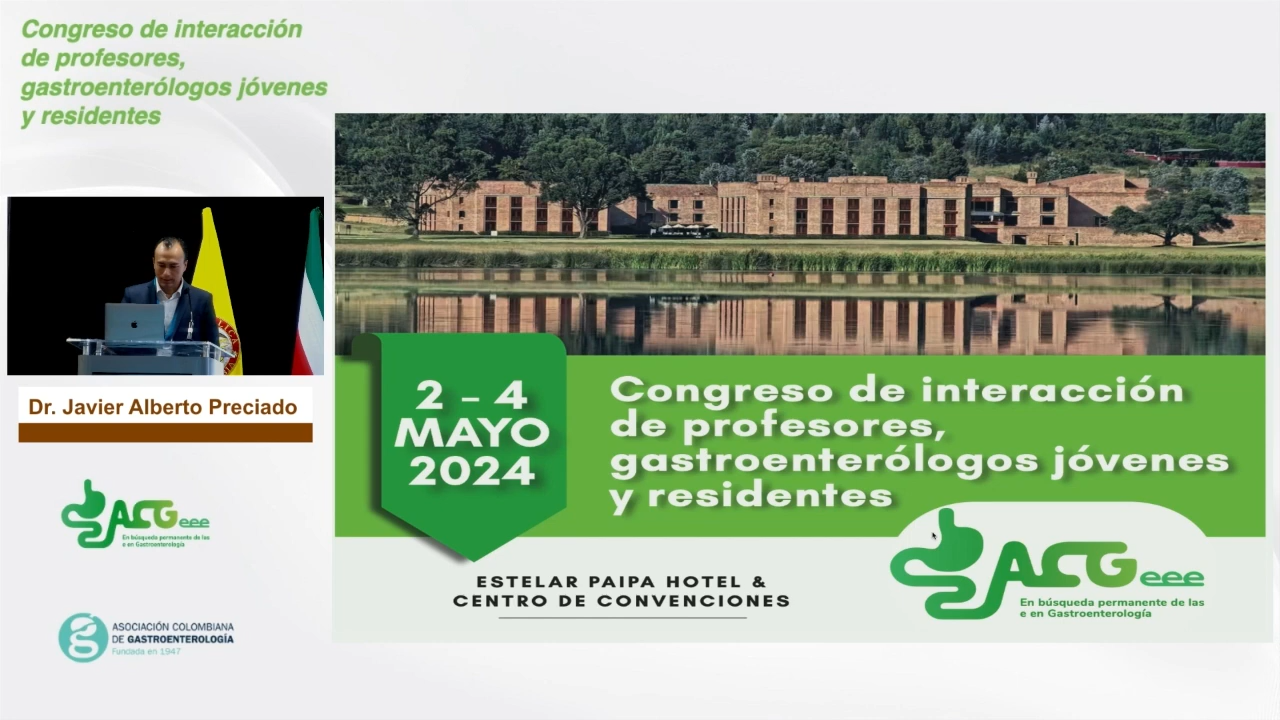 Congreso de interacción
de profesores,
gastroenterólogos jóvenes
y residentes
Dr. Javier Alberto Preciado
ACGeee
En búsqueda permanente de las
e en Gastroenterología
ASOCIACIÓN COLOMBIANA
DE GASTROENTEROLOGÍA
Fundada en 1947
2 – 4
MAYO
2024
Congreso de interacción
de profesores,
gastroenterólogos jóvenes
y residentes
ESTELAR PAIPA HOTEL &
CENTRO DE CONVENCIONES
ACGeee
En búsqueda permanente de las
e en Gastroenterología